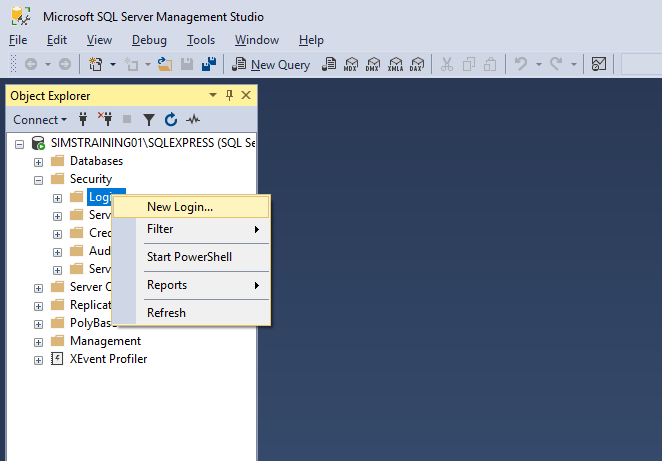 Microsoft SQL Server Management Studio
File Edit View Debug Tools Window Help
New Query MDX DMX XMLA DAX
Object Explorer
Connect
SIMSTRAINING01\SQLEXPRESS (SQL Se
Databases
Security
Logi
New Login...
Serv
Filter
Cred
Aud
Start PowerShell
Serv
Server O
Reports
Replicat
Refresh
PolyBas
Management
XEvent Profiler